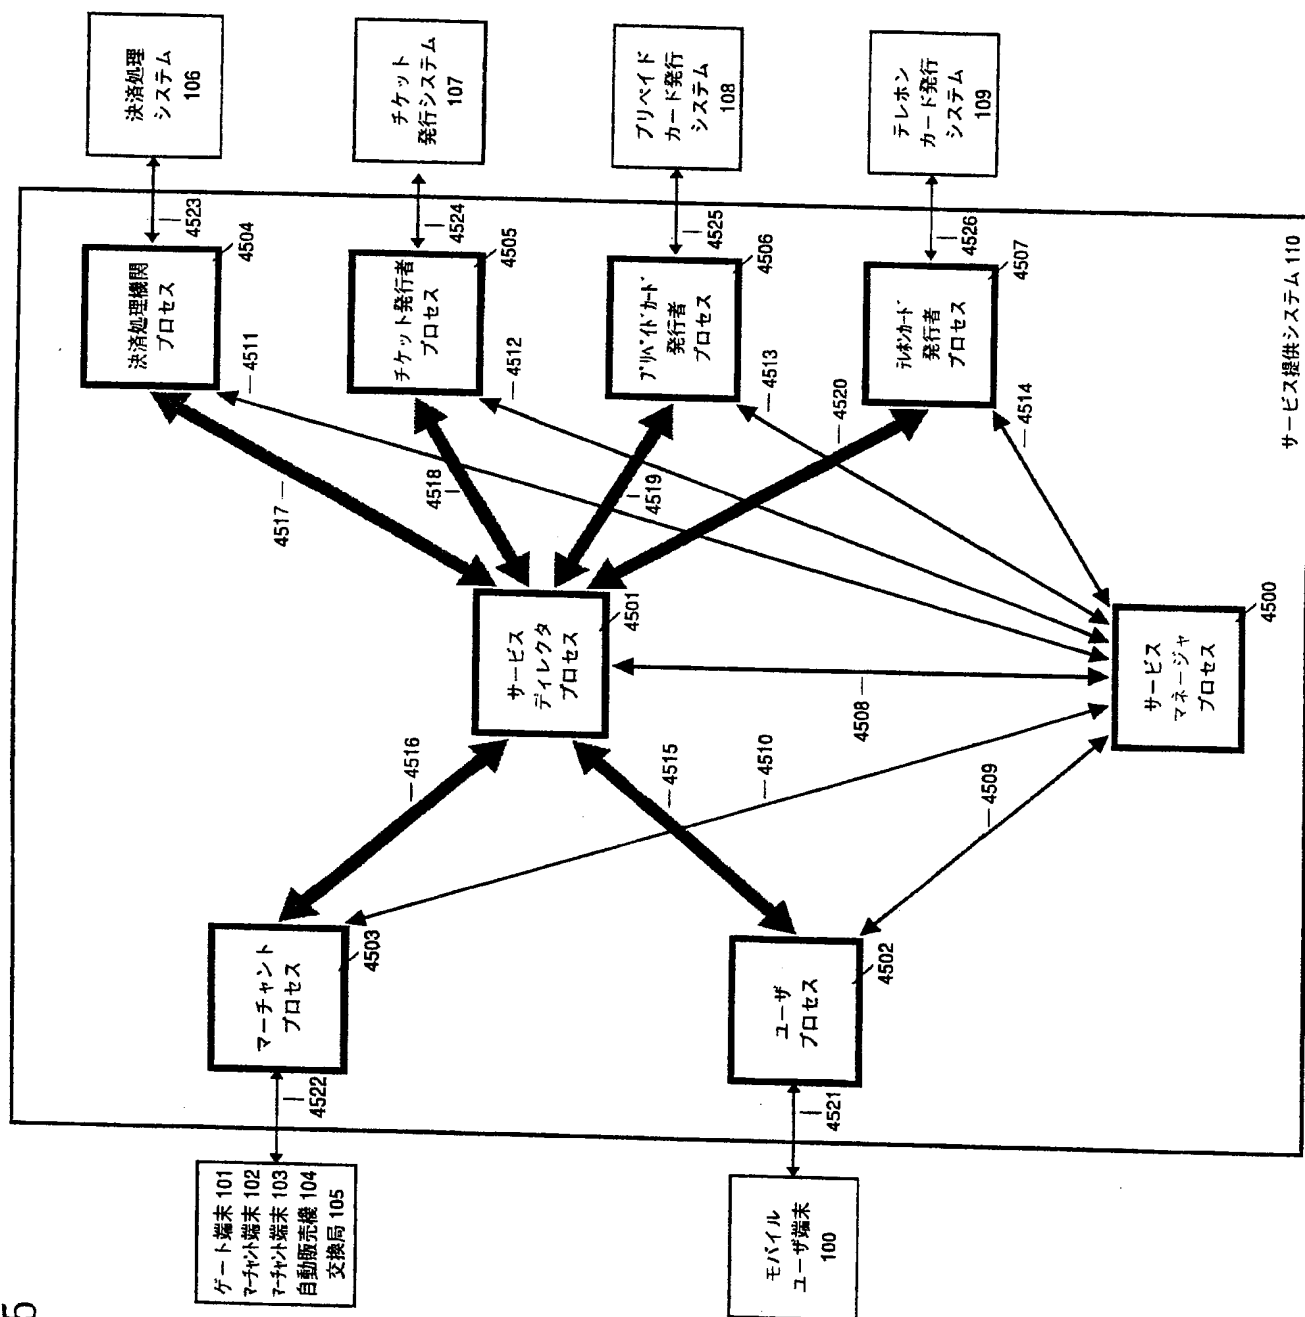 決済処理
システム
106
チケット
発行システム
107
プリペイド
カード発行
システム
108
テレホン
カード発行
システム
109
4523
4524
4525
4526
決済処理機関
プロセス
4504
チケット発行者
プロセス
4505
プリペイドカード
発行者
プロセス
4506
テレホンカード
発行者
プロセス
4507
4511
4512
4513
4520
4514
4517
4518
4519
サービス
ディレクタ
プロセス
4501
サービス
マネージャ
プロセス
4500
4508
4516
4515
4510
4509
マーチャント
プロセス
4503
ユーザ
プロセス
4502
4522
4521
ゲート端末 101
マーチャント端末 102
マーチャント端末 103
自動販売機 104
交換局 105
モバイル
ユーザ端末
100
サービス提供システム 110
5